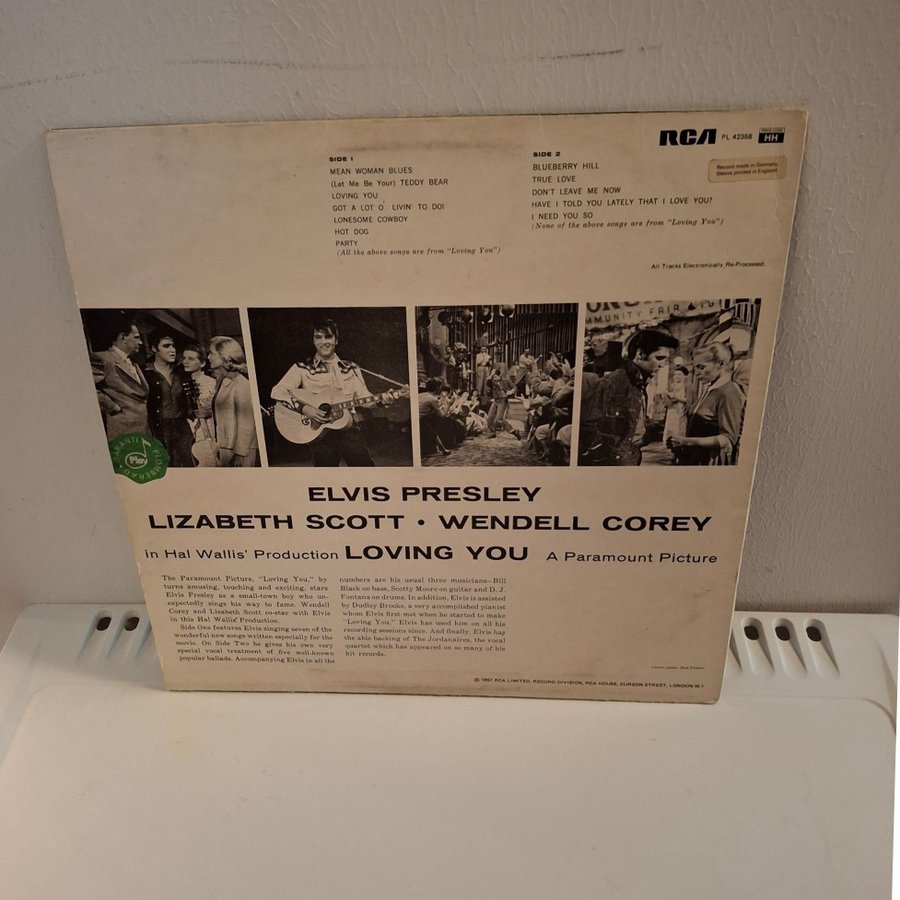 RCA PL 42358 PRICE CODE HH
Record made in Germany
Sleeve printed in England
SIDE 1
MEAN WOMAN BLUES
(Let Me Be Your) TEDDY BEAR
LOVING YOU
GOT A LOT O' LIVIN' TO DO!
LONESOME COWBOY
HOT DOG
PARTY
(All the above songs are from "Loving You")
SIDE 2
BLUEBERRY HILL
TRUE LOVE
DON'T LEAVE ME NOW
HAVE I TOLD YOU LATELY THAT I LOVE YOU?
I NEED YOU SO
(None of the above songs are from "Loving You")
All Tracks Electronically Re-Processed
MMUNITY FAIR
GARANTI
Play
PLOMBERAD
ELVIS PRESLEY
LIZABETH SCOTT • WENDELL COREY
in Hal Wallis' Production LOVING YOU A Paramount Picture
The Paramount Picture, "Loving You," by
turns amusing, touching and exciting, stars
Elvis Presley as a small-town boy who un-
expectedly sings his way to fame. Wendell
Corey and Lizabeth Scott co-star with Elvis
in this Hal Wallis' Production.
Side One features Elvis singing seven of the
wonderful new songs written especially for the
movie. On Side Two he gives his own very
special vocal treatment of five well-known
popular ballads. Accompanying Elvis in all the
numbers are his usual three musicians—Bill
Black on bass, Scotty Moore on guitar and D. J.
Fontana on drums. In addition, Elvis is assisted
by Dudley Brooks, a very accomplished pianist
whom Elvis first met when he started to make
"Loving You." Elvis has used him on all his
recording sessions since. And finally, Elvis has
the able backing of The Jordanaires, the vocal
quartet which has appeared on so many of his
hit records.
© 1957 RCA LIMITED, RECORD DIVISION, RCA HOUSE, CURZON STREET, LONDON W.1